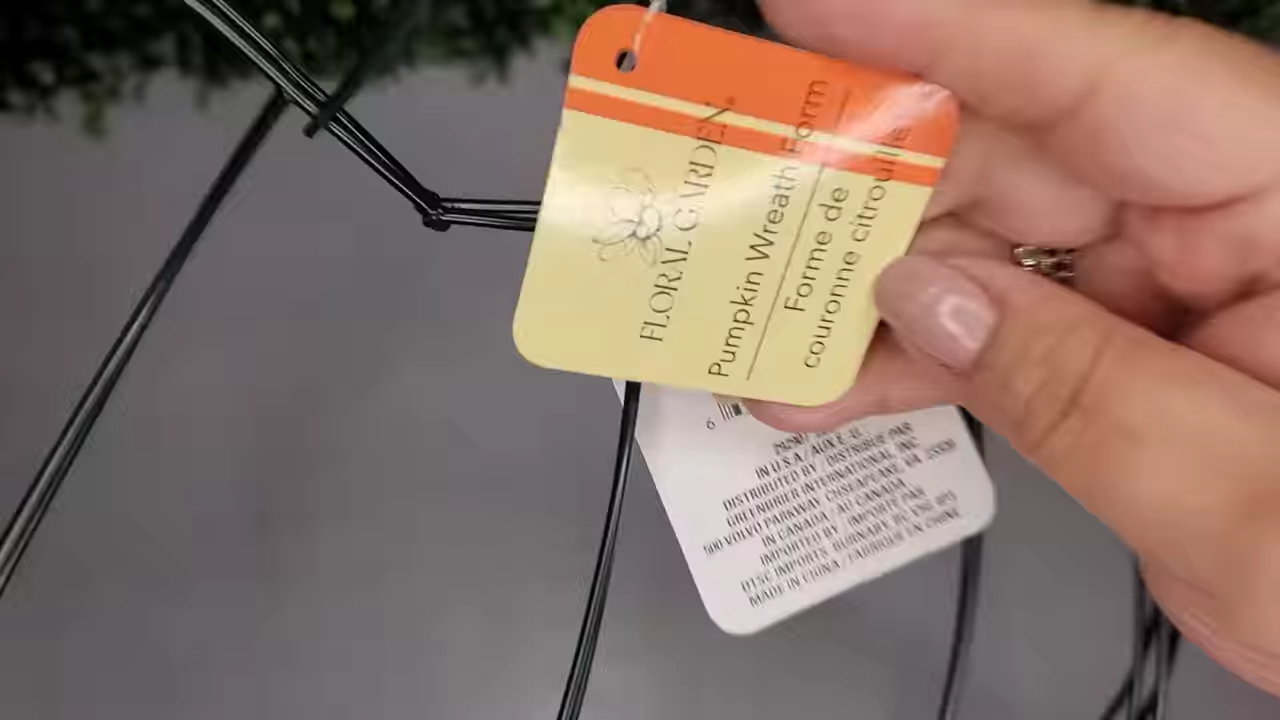 FLORAL GARDEN®
Pumpkin Wreath Form
Forme de
couronne citrouille
6
IN U.S.A./AUX É.-U.
DISTRIBUTED BY / DISTRIBUÉ PAR
GREENBRIER INTERNATIONAL, INC.
500 VOLVO PARKWAY, CHESAPEAKE, VA 23320
IN CANADA / AU CANADA
IMPORTED BY / IMPORTÉ PAR
DTSC IMPORTS, BURNABY, BC
MADE IN CHINA / FABRIQUÉ EN CHINE